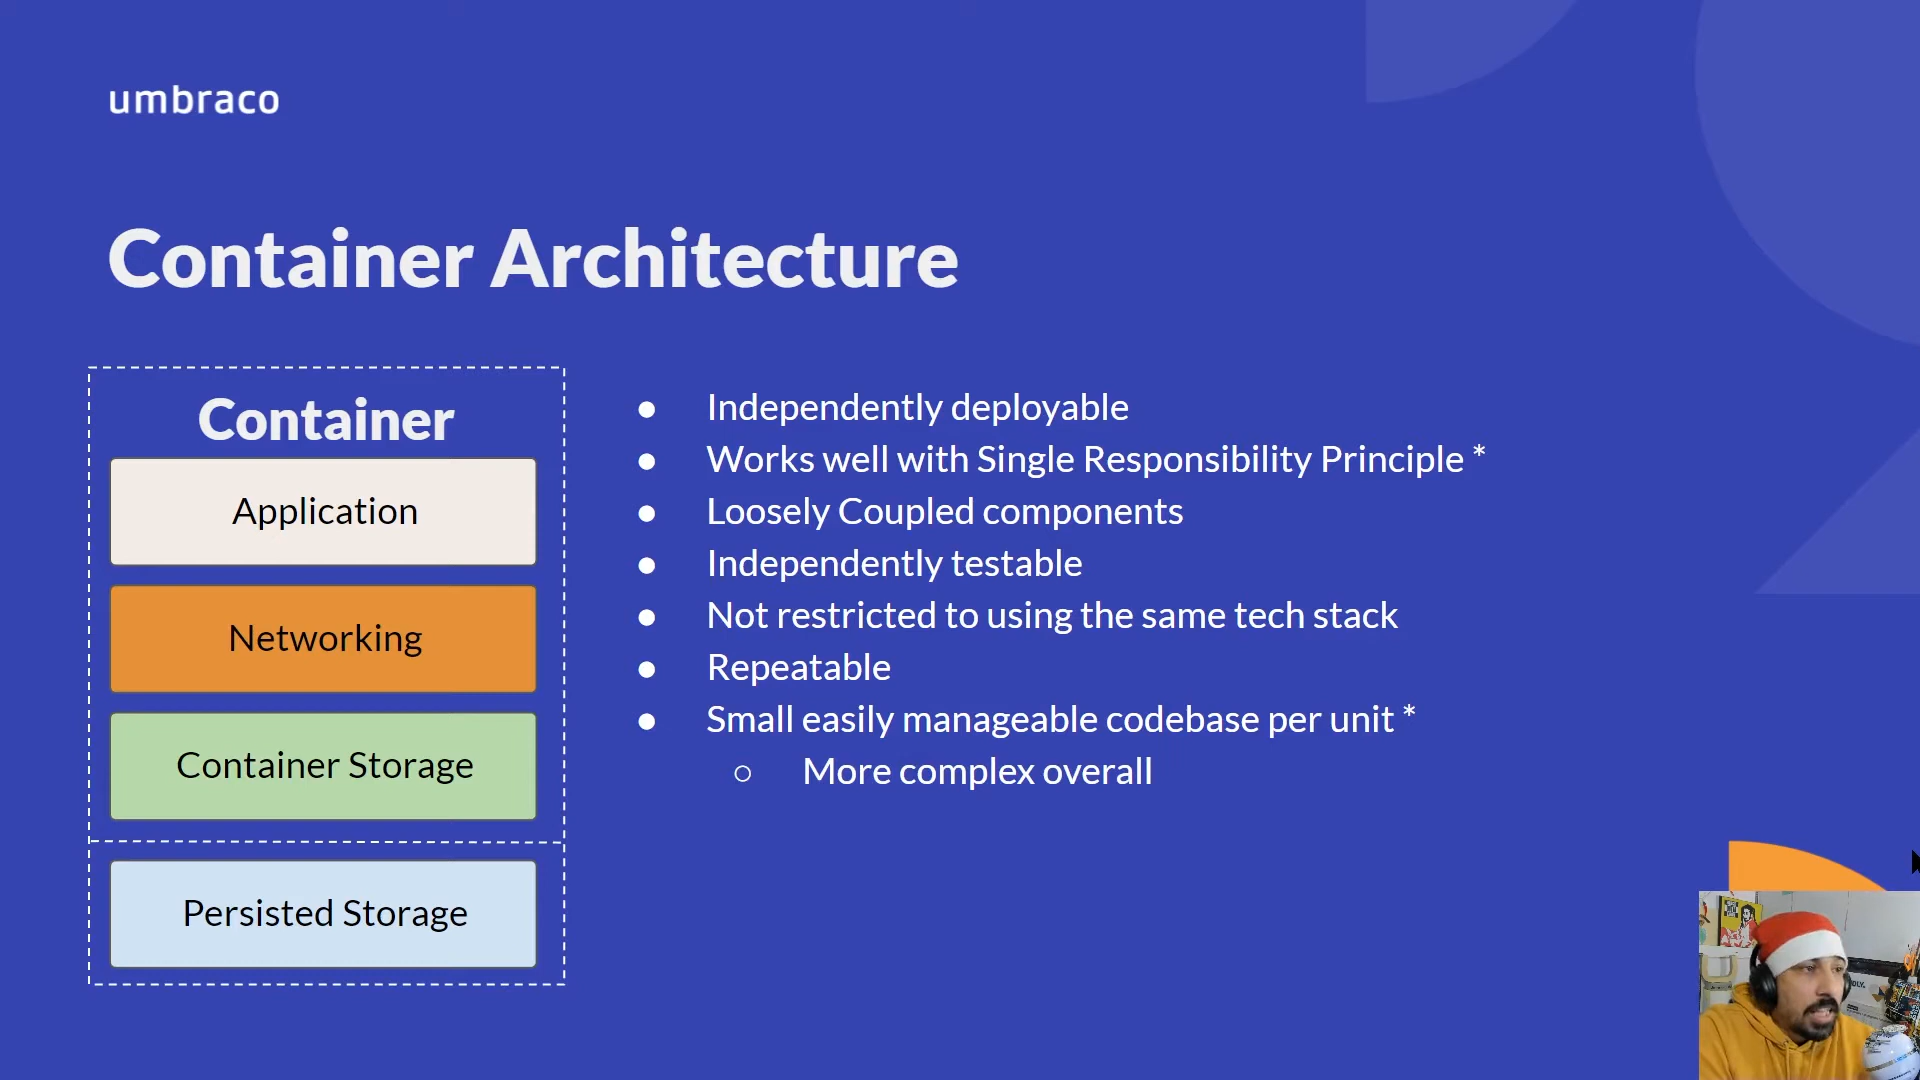 umbraco
Container Architecture
Container
Application
Networking
Container Storage
Persisted Storage
● Independently deployable
● Works well with Single Responsibility Principle *
● Loosely Coupled components
● Independently testable
● Not restricted to using the same tech stack
● Repeatable
● Small easily manageable codebase per unit *
○ More complex overall